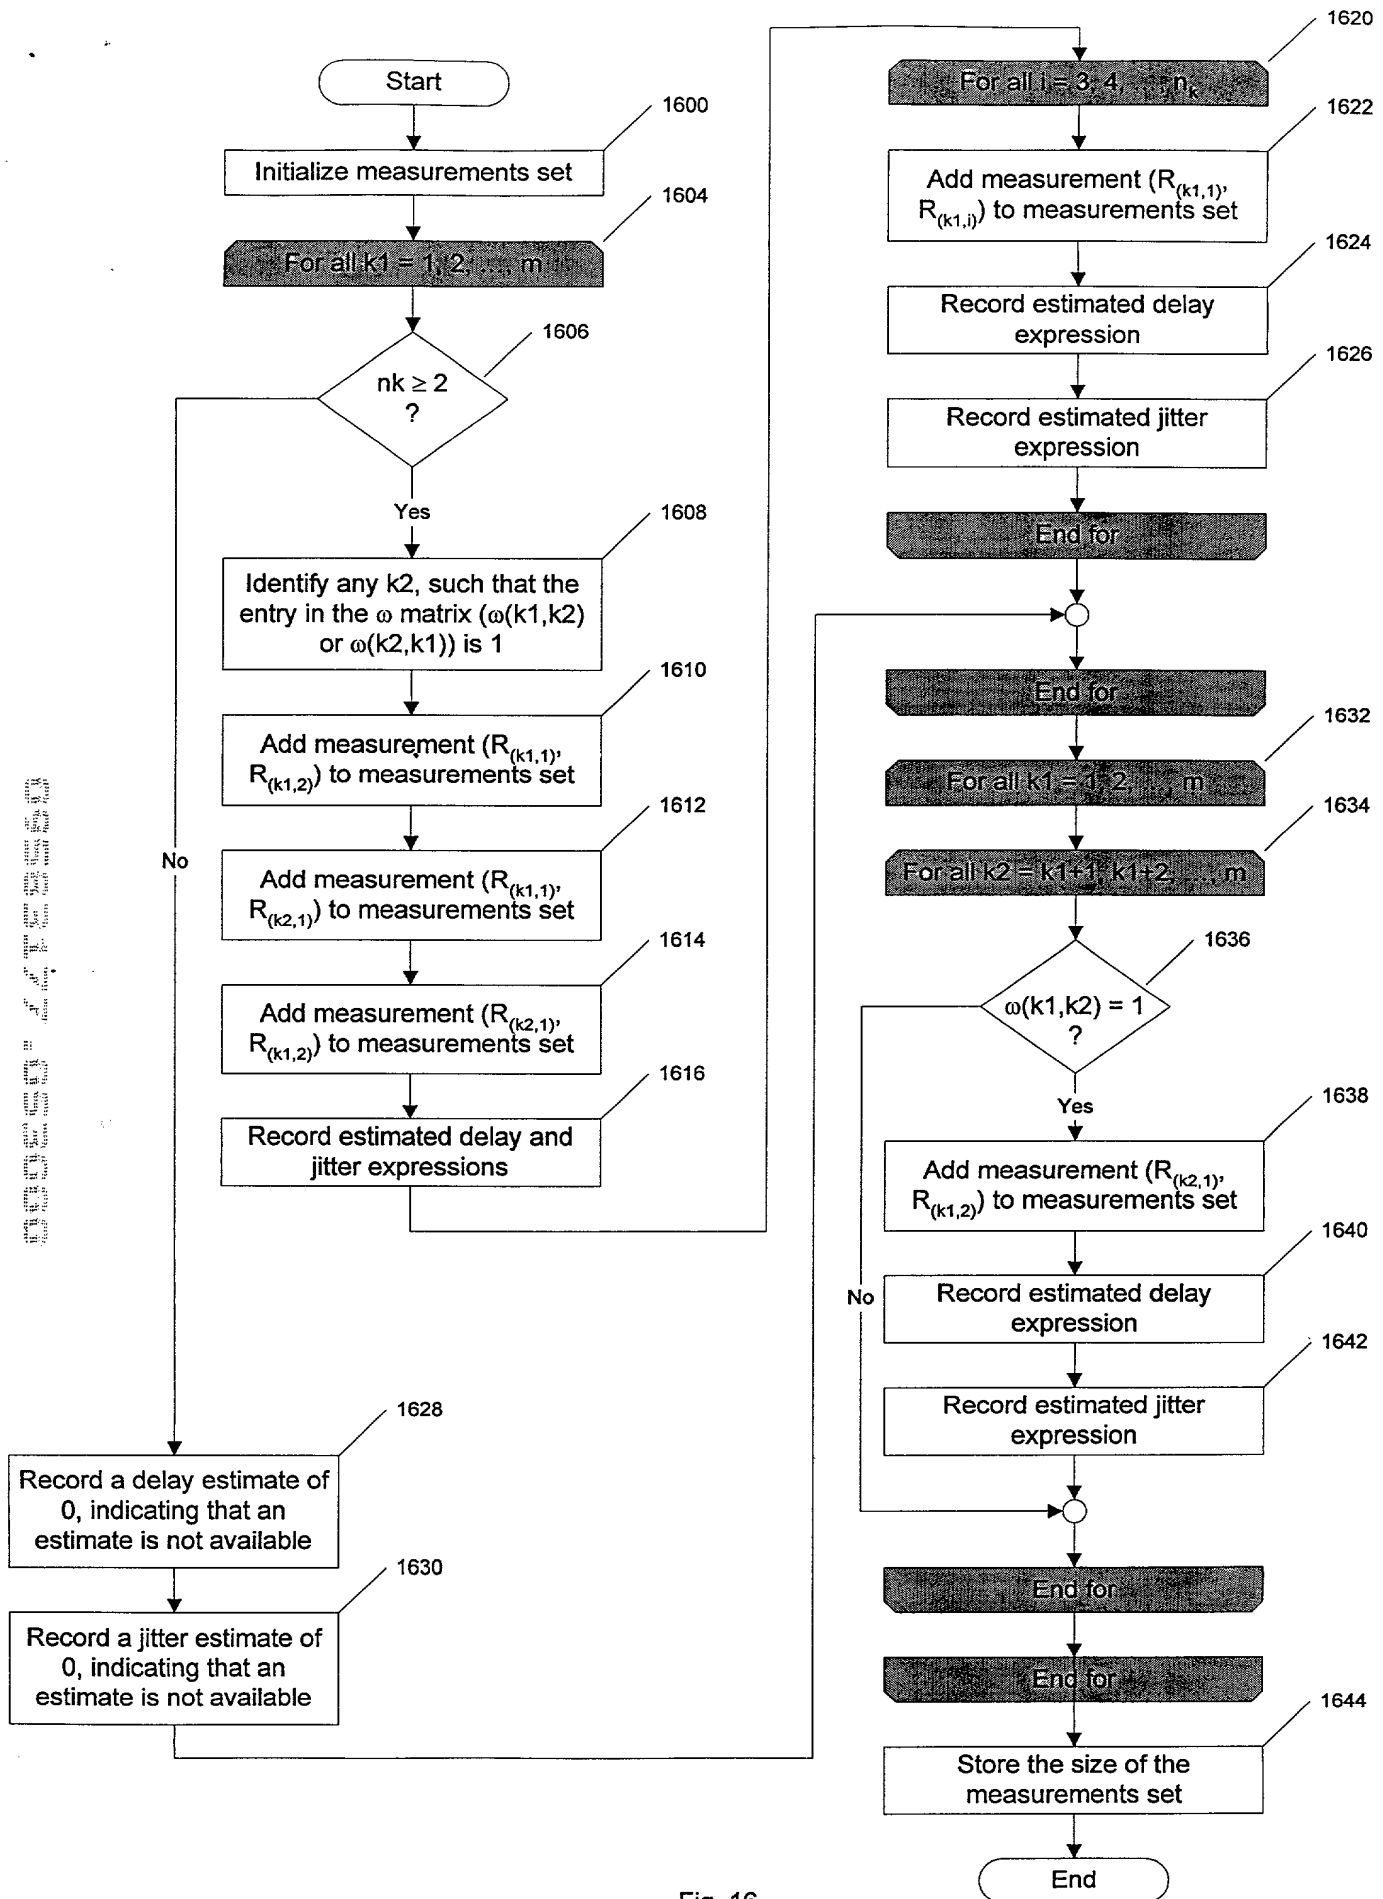 Start
1600
Initialize measurements set
1604
For all k1 = 1, 2, ..., m
1606
nk ≥ 2
?
Yes
No
1608
Identify any k2, such that the
entry in the ω matrix (ω(k1,k2)
or ω(k2,k1)) is 1
1610
Add measurement (R(k1,1),
R(k1,2)) to measurements set
1612
Add measurement (R(k1,1),
R(k2,1)) to measurements set
1614
Add measurement (R(k2,1),
R(k1,2)) to measurements set
1616
Record estimated delay and
jitter expressions
1628
Record a delay estimate of
0, indicating that an
estimate is not available
1630
Record a jitter estimate of
0, indicating that an
estimate is not available
1620
For all i = 3, 4, ..., nk
1622
Add measurement (R(k1,1),
R(k1,i)) to measurements set
1624
Record estimated delay
expression
1626
Record estimated jitter
expression
End for
End for
1632
For all k1 = 1, 2, ..., m
1634
For all k2 = k1+1, k1+2, ..., m
1636
ω(k1,k2) = 1
?
Yes
No
1638
Add measurement (R(k2,1),
R(k1,2)) to measurements set
1640
Record estimated delay
expression
1642
Record estimated jitter
expression
End for
End for
1644
Store the size of the
measurements set
End
Fig. 16